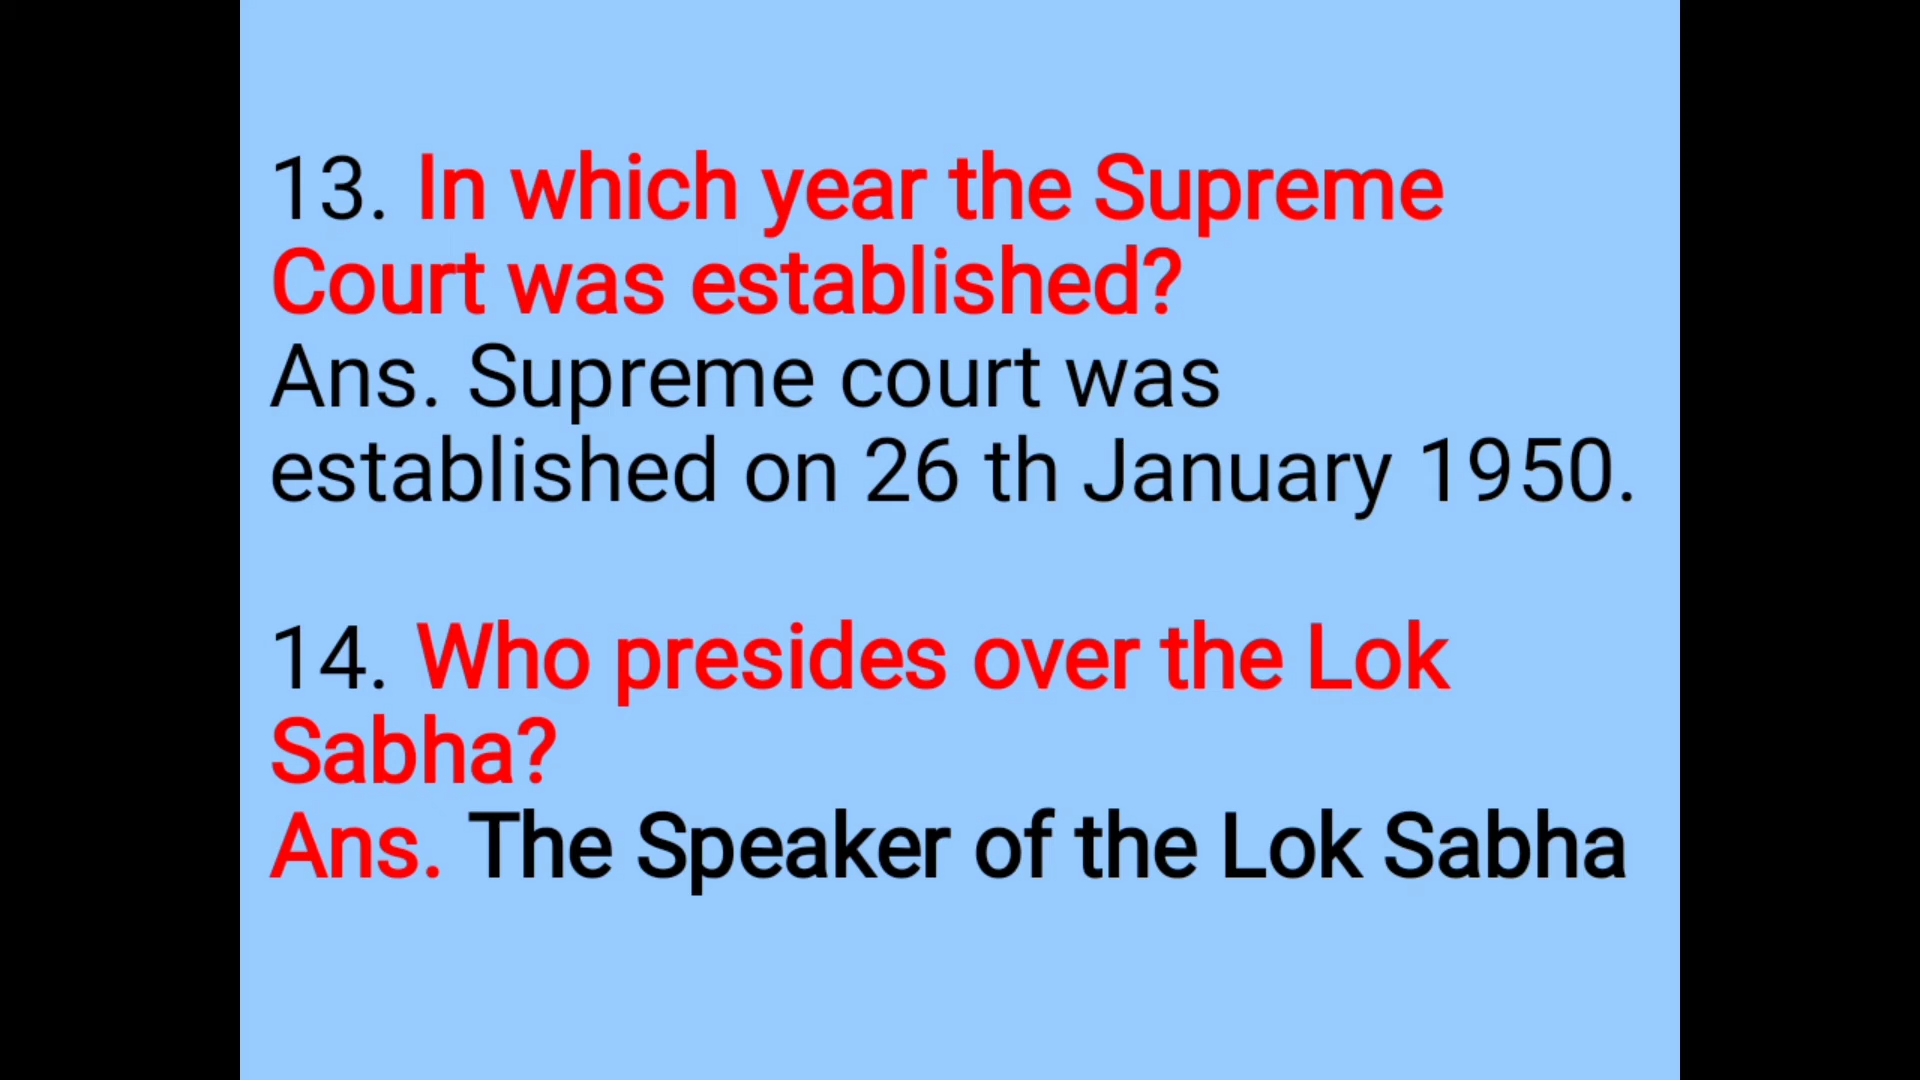 13. In which year the Supreme
Court was established?
Ans. Supreme court was
established on 26 th January 1950.
14. Who presides over the Lok
Sabha?
Ans. The Speaker of the Lok Sabha